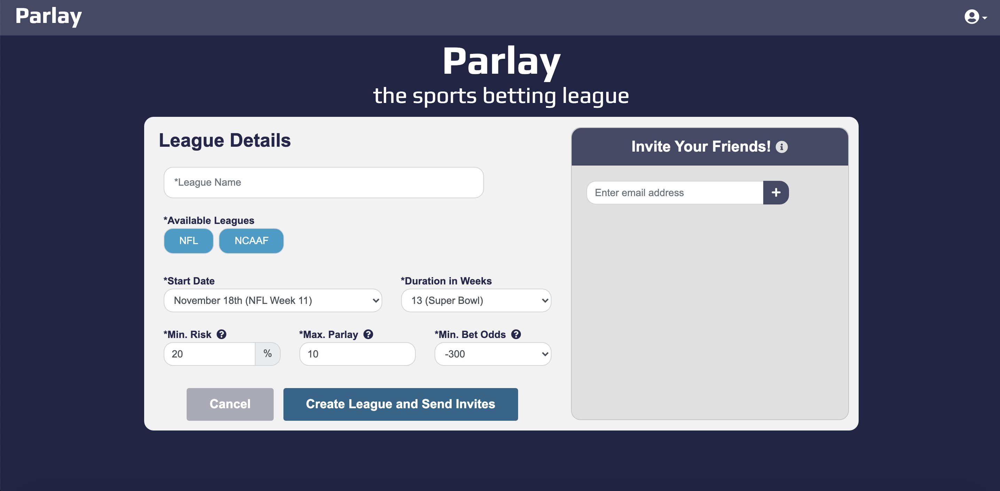 Parlay
Parlay
the sports betting league
League Details
*League Name
*Available Leagues
NFL
NCAAF
*Start Date
*Duration in Weeks
November 18th (NFL Week 11)
13 (Super Bowl)
*Min. Risk ?
*Max. Parlay ?
*Min. Bet Odds ?
20
%
10
-300
Cancel
Create League and Send Invites
Invite Your Friends! i
Enter email address
+